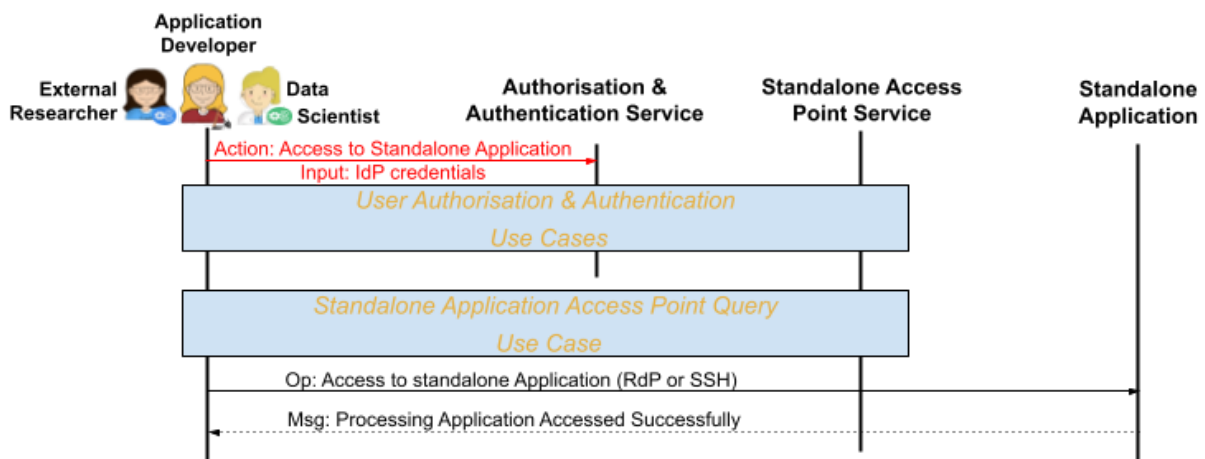 Application
Developer
External
Researcher
Data
Scientist
Authorisation &
Authentication Service
Standalone Access
Point Service
Standalone
Application
Action: Access to Standalone Application
Input: IdP credentials
User Authorisation & Authentication
Use Cases
Standalone Application Access Point Query
Use Case
Op: Access to standalone Application (RdP or SSH)
Msg: Processing Application Accessed Successfully